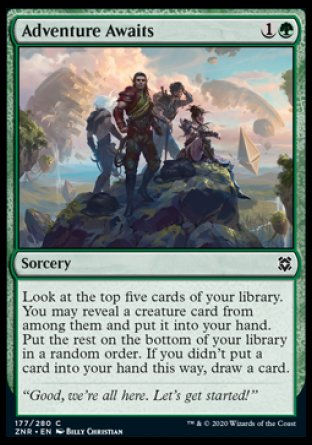 Adventure Awaits 1
Sorcery
Look at the top five cards of your library.
You may reveal a creature card from
among them and put it into your hand.
Put the rest on the bottom of your library
in a random order. If you didn't put a
card into your hand this way, draw a card.
"Good, we're all here. Let's get started!"
177/280 C
ZNR • EN Billy Christian
™ & © 2020 Wizards of the Coast